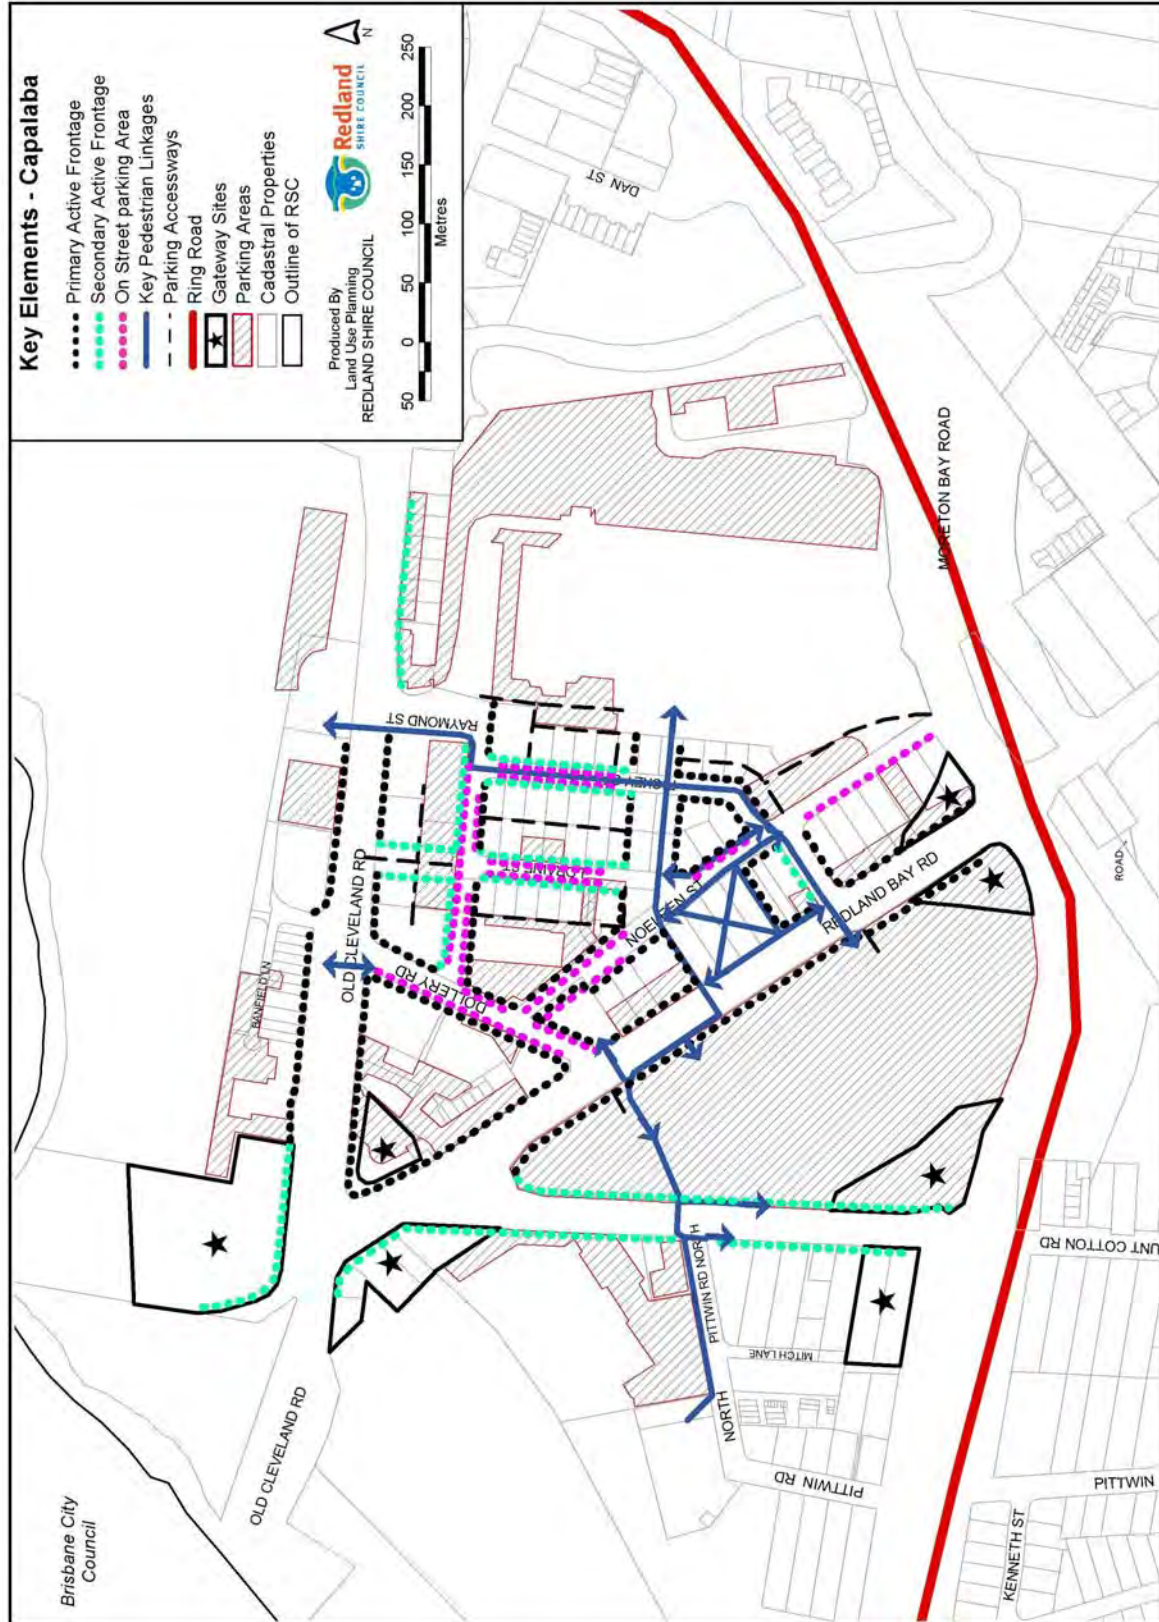 Key Elements - Capalaba
Primary Active Frontage
Secondary Active Frontage
On Street parking Area
Key Pedestrian Linkages
Parking Accessways
Ring Road
Gateway Sites
Parking Areas
Cadastral Properties
Outline of RSC
N
Redland
SHIRE COUNCIL
Produced By
Land Use Planning
REDLAND SHIRE COUNCIL
50 0 50 100 150 200 250
Metres
Brisbane City
Council
OLD CLEVELAND RD
BANFIELD LN
OLD CLEVELAND RD
DOLLERY RD
RAYMOND ST
NOELEEN ST
REDLAND BAY RD
MORETON BAY ROAD
DAN ST
ROAD
PITTWIN RD NORTH
MITCH LANE
NORTH
PITTWIN RD
UNT COTTON RD
PITTWIN
KENNETH ST